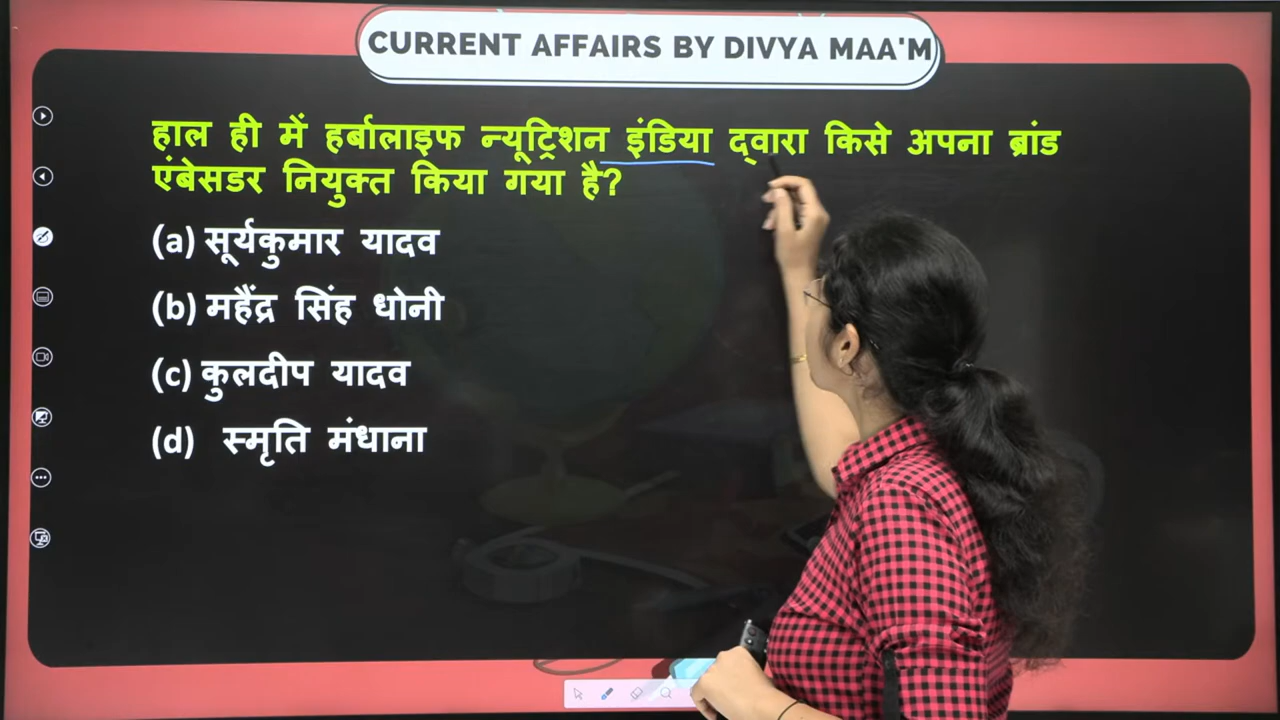 CURRENT AFFAIRS BY DIVYA MAA'M
हाल ही में हर्बालाइफ न्यूट्रिशन इंडिया द्वारा किसे अपना ब्रांड
एंबेसडर नियुक्त किया गया है?
(a) सूर्यकुमार यादव
(b) महैंद्र सिंह धोनी
(c) कुलदीप यादव
(d) स्मृति मंधाना